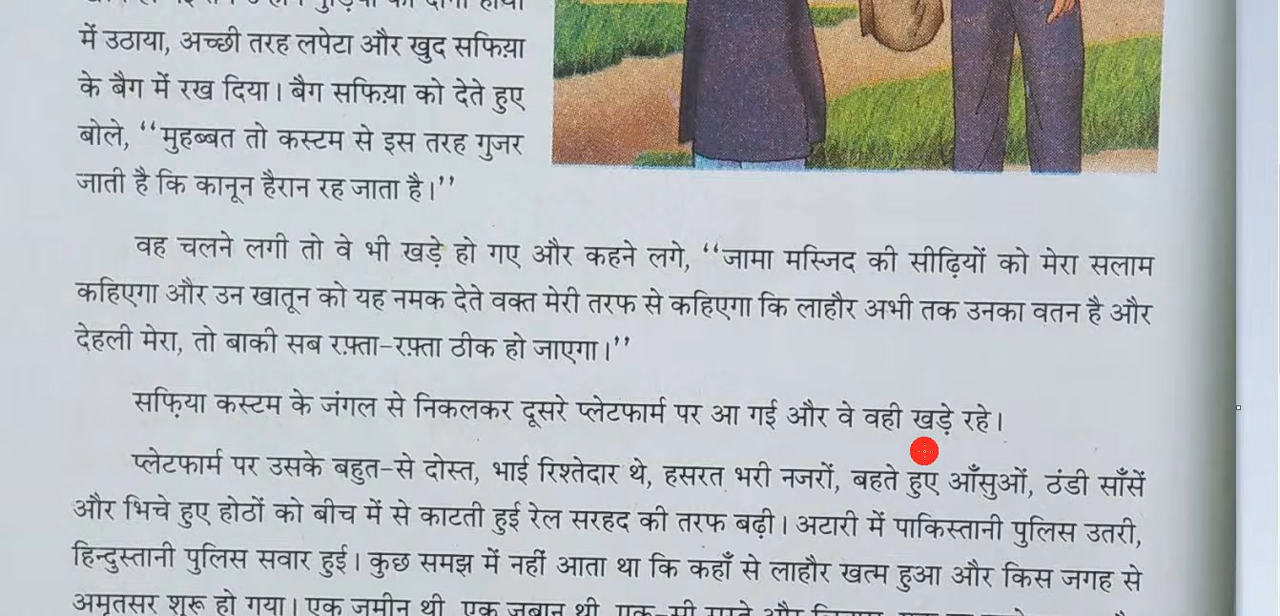 में उठाया, अच्छी तरह लपेटा और खुद सफिय़ा
के बैग में रख दिया। बैग सफिय़ा को देते हुए
बोले, “मुहब्बत तो कस्टम से इस तरह गुजर
जाती है कि कानून हैरान रह जाता है।”
वह चलने लगी तो वे भी खड़े हो गए और कहने लगे, “जामा मस्जिद की सीढ़ियों को मेरा सलाम
कहिएगा और उन खातून को यह नमक देते वक्त मेरी तरफ से कहिएगा कि लाहौर अभी तक उनका वतन है और
देहली मेरा, तो बाकी सब रफ़्ता-रफ़्ता ठीक हो जाएगा।”
सफ़िया कस्टम के जंगल से निकलकर दूसरे प्लेटफार्म पर आ गई और वे वही खड़े रहे।
प्लेटफार्म पर उसके बहुत-से दोस्त, भाई रिश्तेदार थे, हसरत भरी नजरों, बहते हुए आँसुओं, ठंडी साँसें
और भिचे हुए होठों को बीच में से काटती हुई रेल सरहद की तरफ बढ़ी। अटारी में पाकिस्तानी पुलिस उतरी,
हिन्दुस्तानी पुलिस सवार हुई। कुछ समझ में नहीं आता था कि कहाँ से लाहौर खत्म हुआ और किस जगह से
अमृतसर शुरू हो गया। एक जमीन थी, एक जबान थी,